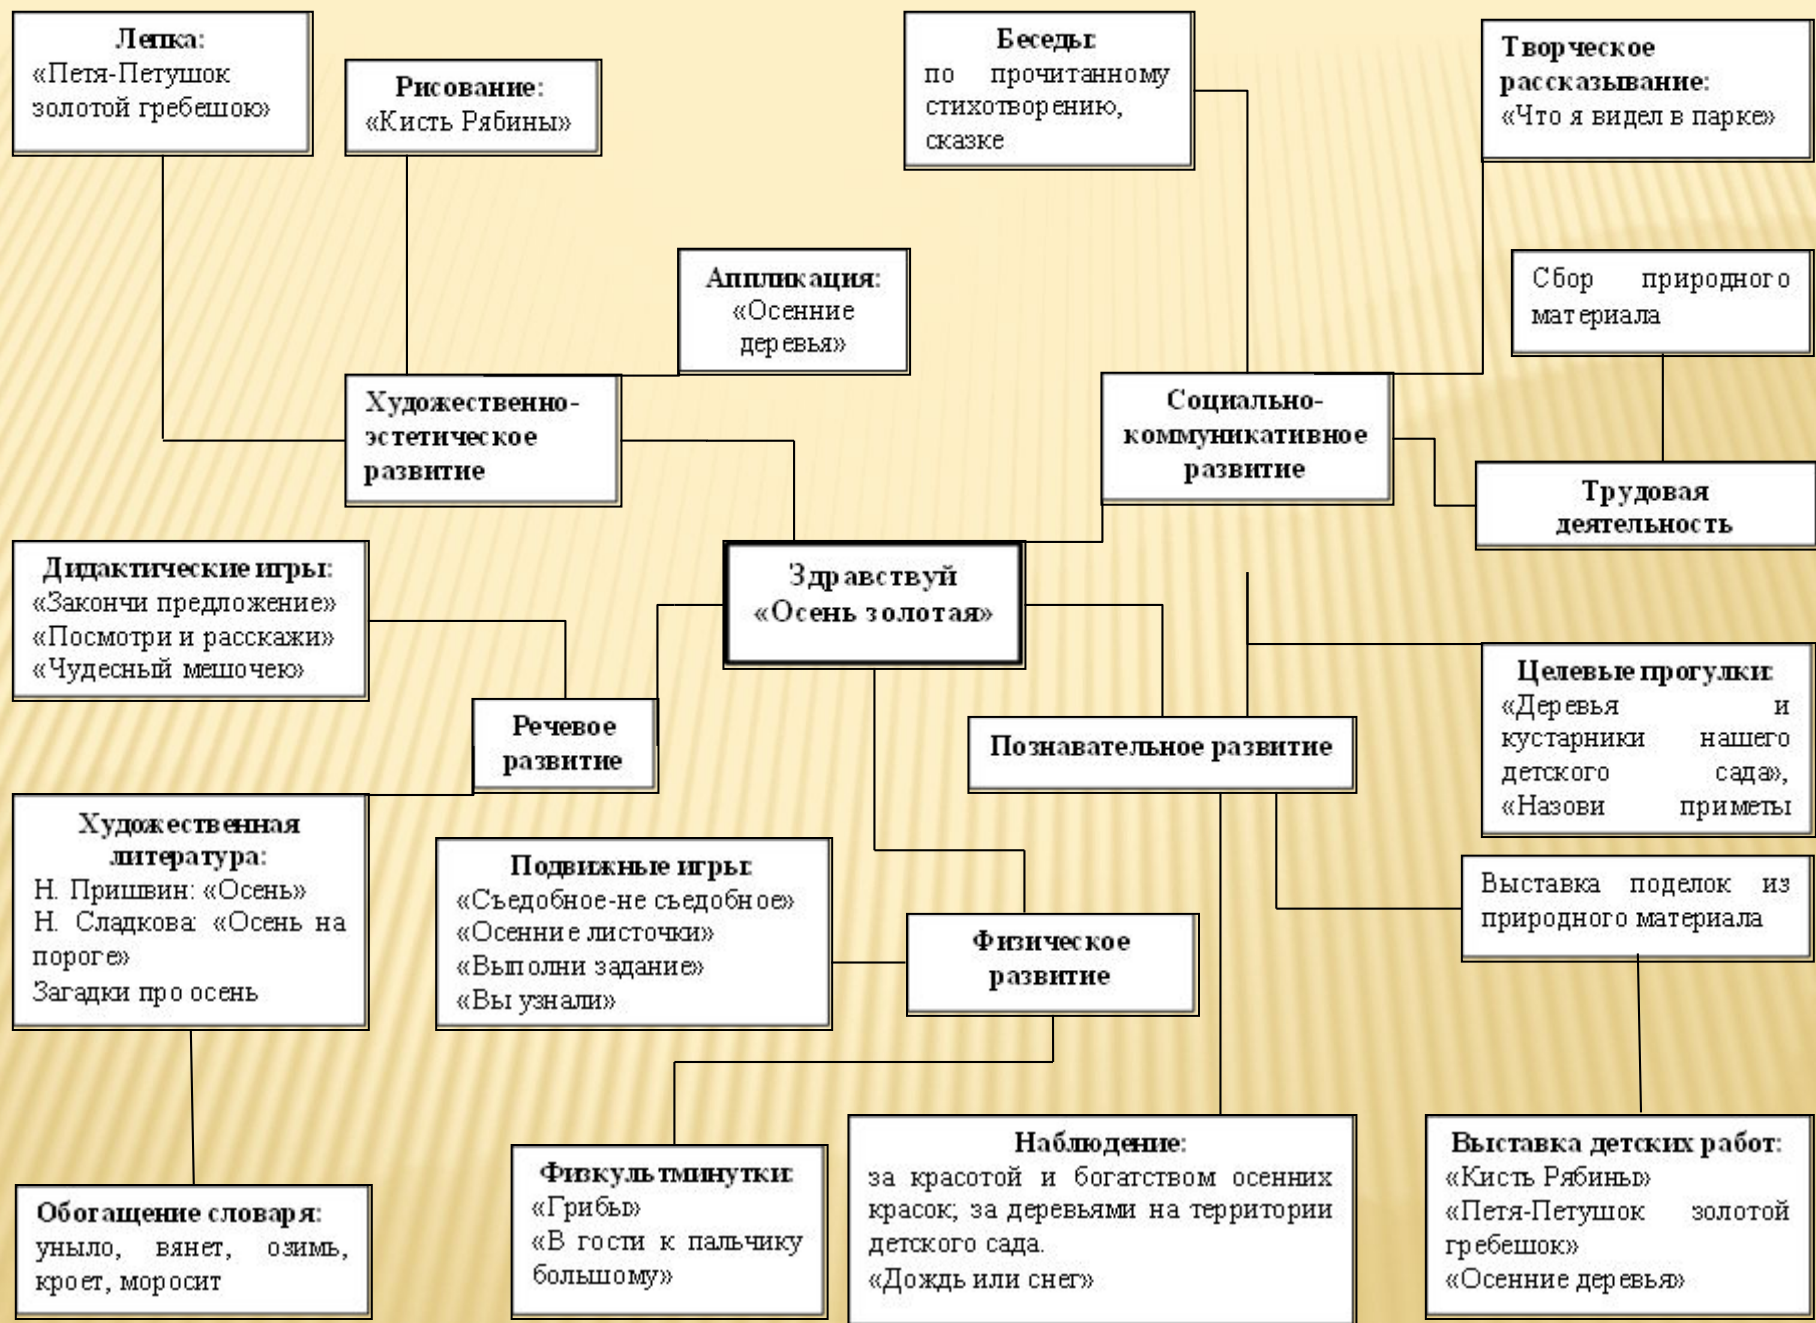 Лепка:
«Петя-Петушок
золотой гребешок»
Рисование:
«Кисть Рябины»
Беседы:
по прочитанному
стихотворению,
сказке
Творческое
рассказывание:
«Что я видел в парке»
Аппликация:
«Осенние
деревья»
Сбор природного
материала
Художественно-
эстетическое
развитие
Социально-
коммуникативное
развитие
Трудовая
деятельность
Дидактические игры:
«Закончи предложение»
«Посмотри и расскажи»
«Чудесный мешочек»
Здравствуй
«Осень золотая»
Целевые прогулки:
«Деревья и
кустарники нашего
детского сада»,
«Назови приметы
Речевое
развитие
Познавательное развитие
Художественная
литература:
Н. Пришвин: «Осень»
Н. Сладкова: «Осень на
пороге»
Загадки про осень
Подвижные игры:
«Съедобное-не съедобное»
«Осенние листочки»
«Выполни задание»
«Вы узнали»
Физическое
развитие
Выставка поделок из
природного материала
Обогащение словаря:
уныло, вянет, озимь,
кроет, моросит
Физкультминутки:
«Грибы»
«В гости к пальчику
большому»
Наблюдение:
за красотой и богатством осенних
красок; за деревьями на территории
детского сада.
«Дождь или снег»
Выставка детских работ:
«Кисть Рябины»
«Петя-Петушок золотой
гребешок»
«Осенние деревья»